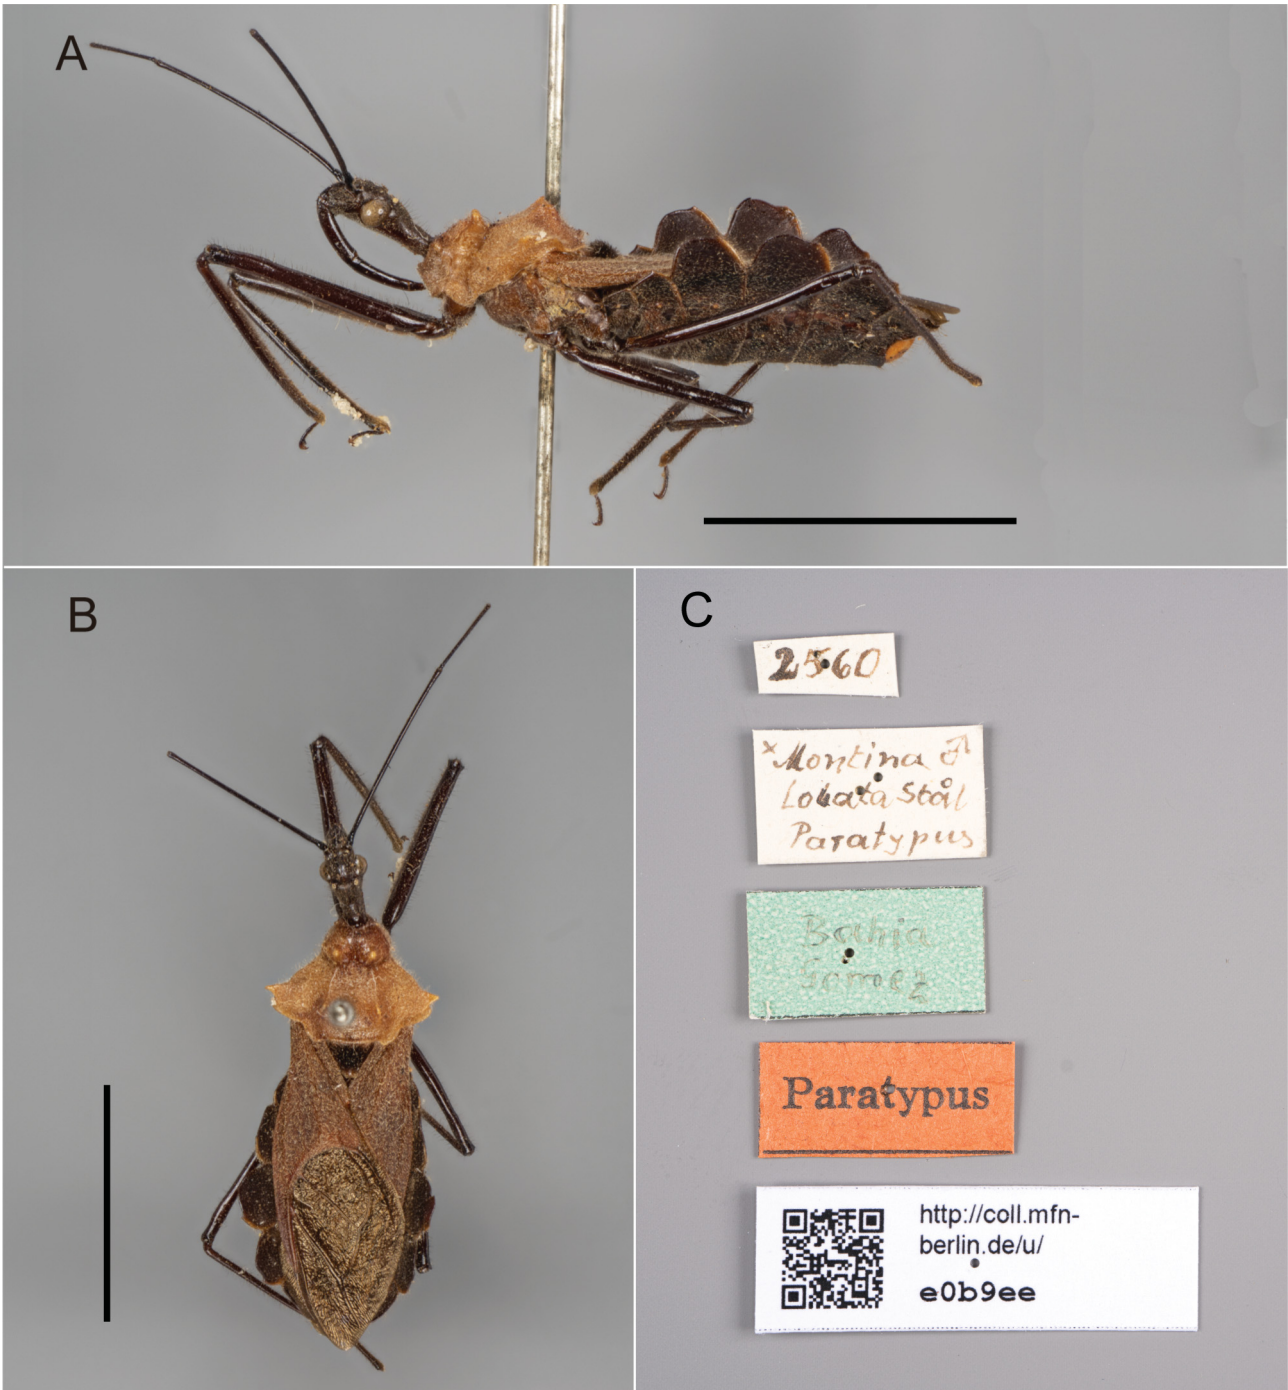 A
B
C
2560
×Montina ♂
Lobata Stål
Paratypus
Bahia
Gomez
Paratypus
http://coll.mfn-
berlin.de/u/
e0b9ee